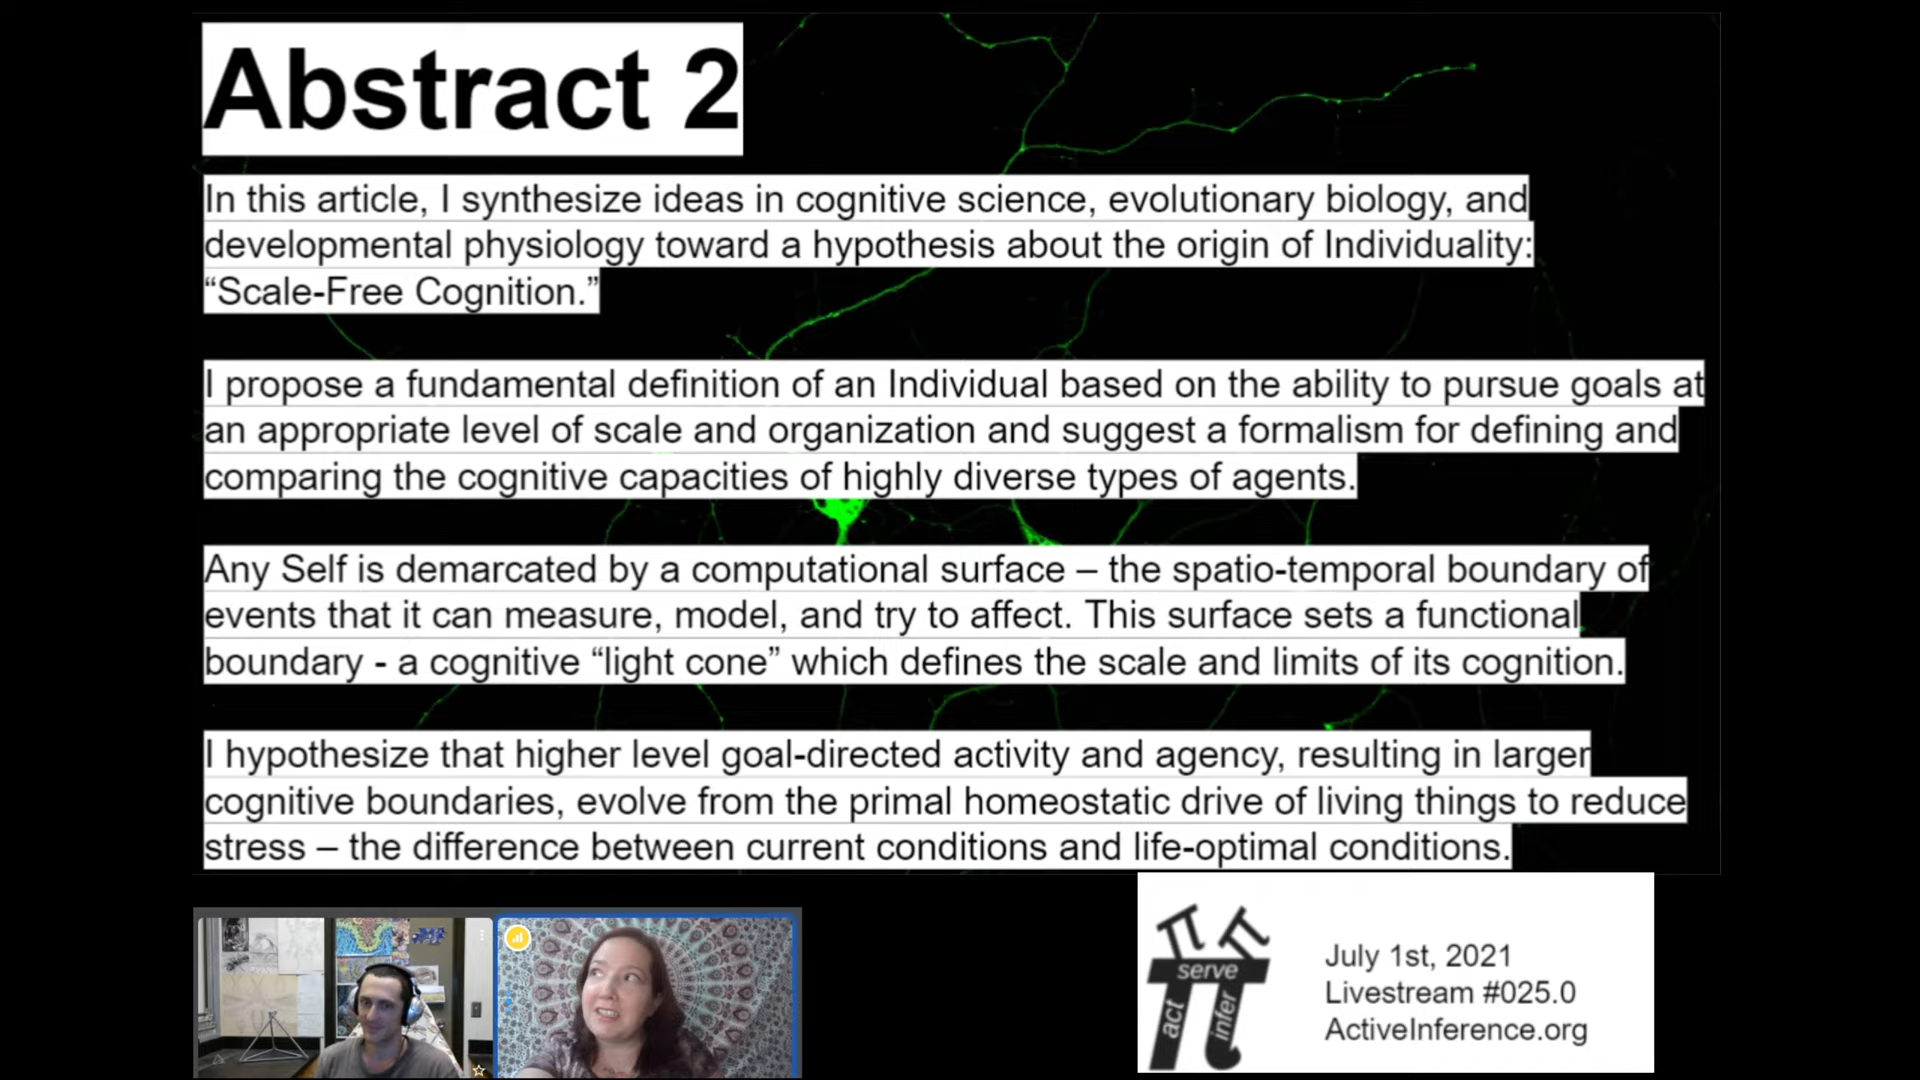 Abstract 2
In this article, I synthesize ideas in cognitive science, evolutionary biology, and
developmental physiology toward a hypothesis about the origin of Individuality:
“Scale-Free Cognition.”
I propose a fundamental definition of an Individual based on the ability to pursue goals at
an appropriate level of scale and organization and suggest a formalism for defining and
comparing the cognitive capacities of highly diverse types of agents.
Any Self is demarcated by a computational surface – the spatio-temporal boundary of
events that it can measure, model, and try to affect. This surface sets a functional
boundary - a cognitive “light cone” which defines the scale and limits of its cognition.
I hypothesize that higher level goal-directed activity and agency, resulting in larger
cognitive boundaries, evolve from the primal homeostatic drive of living things to reduce
stress – the difference between current conditions and life-optimal conditions.
serve
act
infer
July 1st, 2021
Livestream #025.0
ActiveInference.org